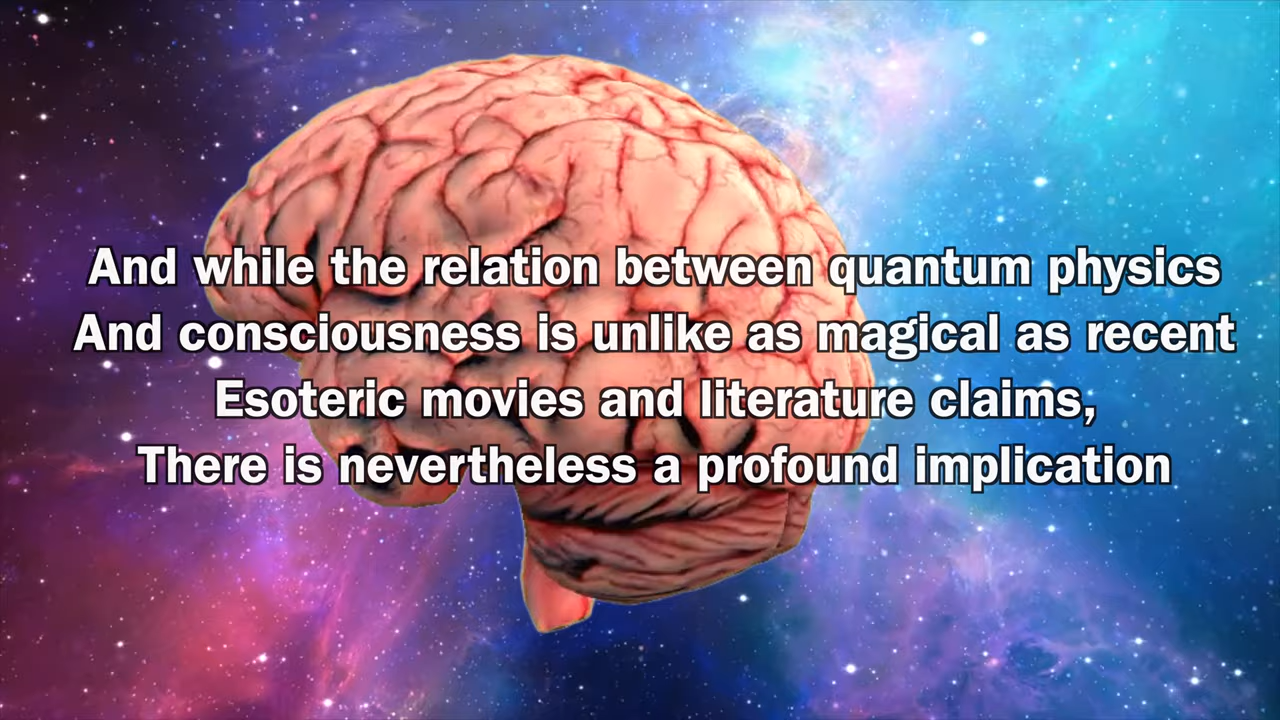 And while the relation between quantum physics
And consciousness is unlike as magical as recent
Esoteric movies and literature claims,
There is nevertheless a profound implication